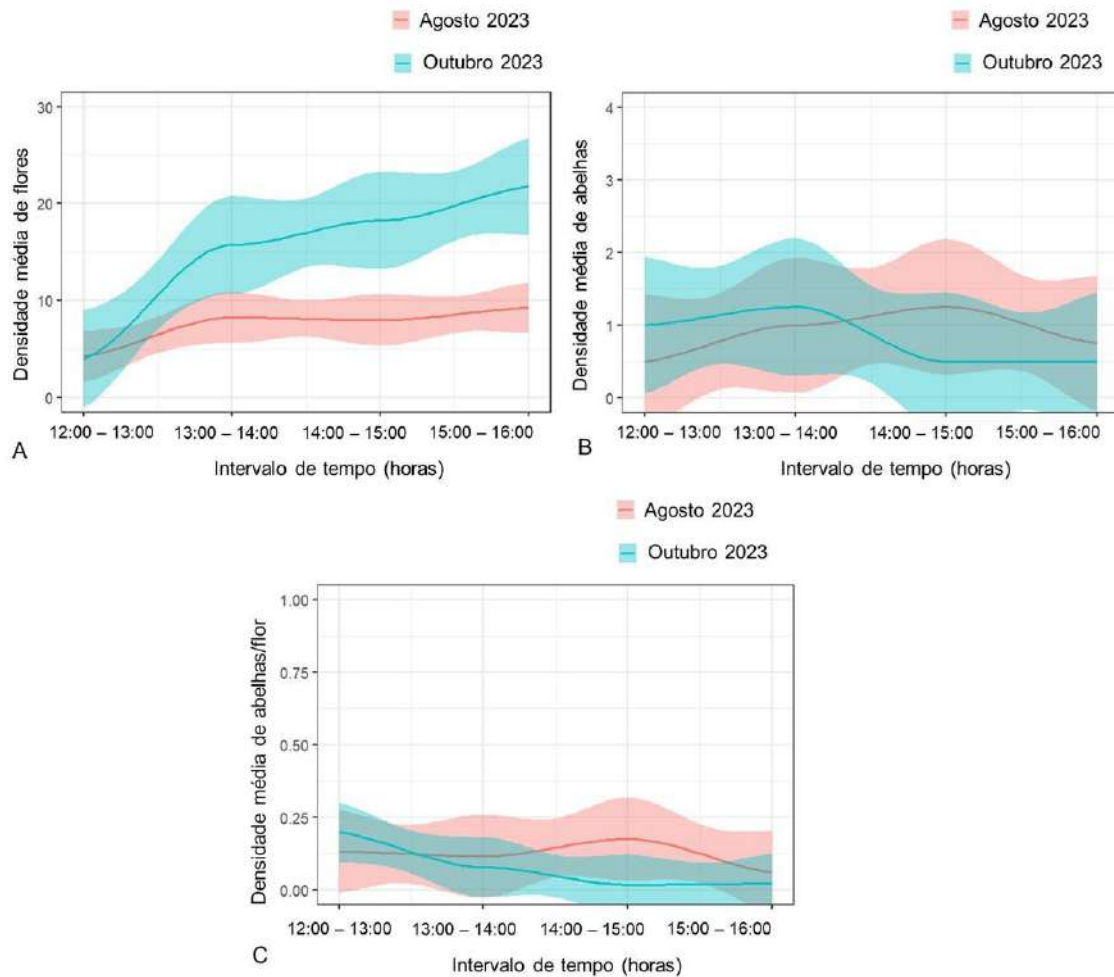 Agosto 2023
Outubro 2023
Densidade média de flores
30
20
10
0
12:00 – 13:00 13:00 – 14:00 14:00 – 15:00 15:00 – 16:00
A
Intervalo de tempo (horas)
Agosto 2023
Outubro 2023
Densidade média de abelhas
4
3
2
1
0
12:00 – 13:00 13:00 – 14:00 14:00 – 15:00 15:00 – 16:00
B
Intervalo de tempo (horas)
Agosto 2023
Outubro 2023
Densidade média de abelhas/flor
1.00
0.75
0.50
0.25
0.00
12:00 – 13:00 13:00 – 14:00 14:00 – 15:00 15:00 – 16:00
C
Intervalo de tempo (horas)